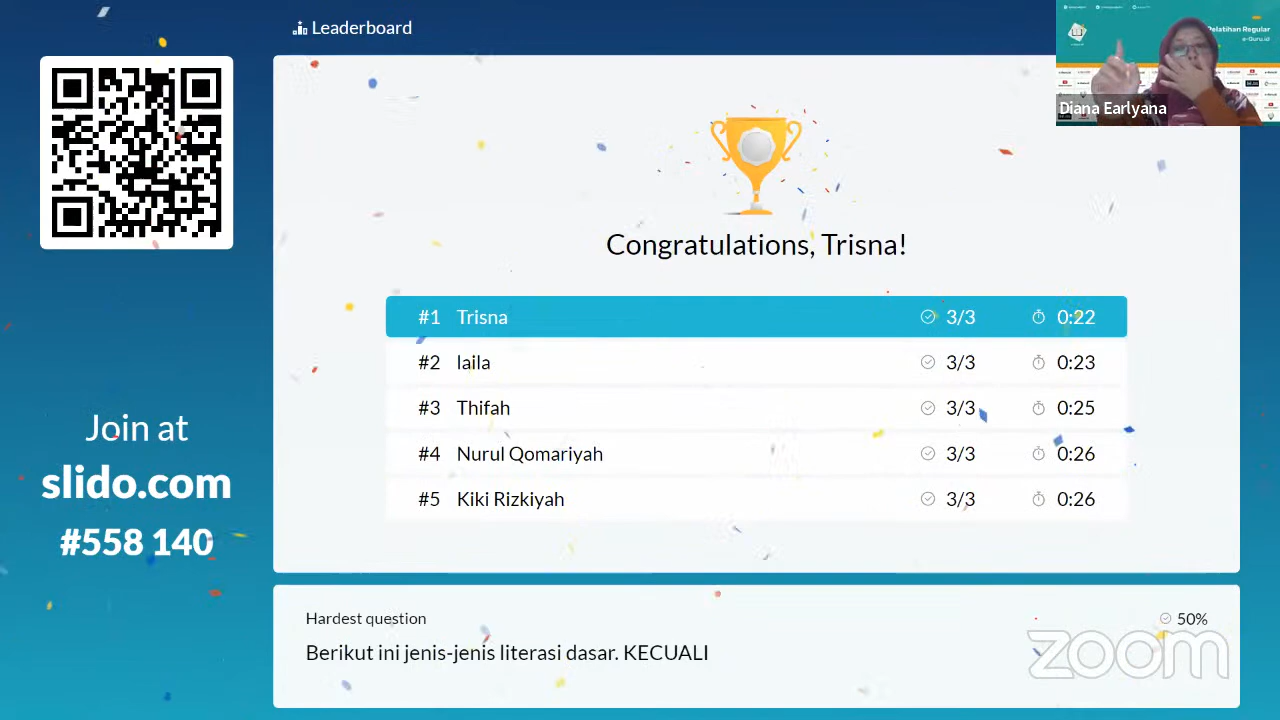 Leaderboard
Pelatihan Regular
e-Guru.id
Diana Earlyana
Congratulations, Trisna!
#1 Trisna 3/3 0:22
#2 laila 3/3 0:23
#3 Thifah 3/3 0:25
#4 Nurul Qomariyah 3/3 0:26
#5 Kiki Rizkiyah 3/3 0:26
Join at
slido.com
#558 140
Hardest question 50%
Berikut ini jenis-jenis literasi dasar. KECUALI
zoom